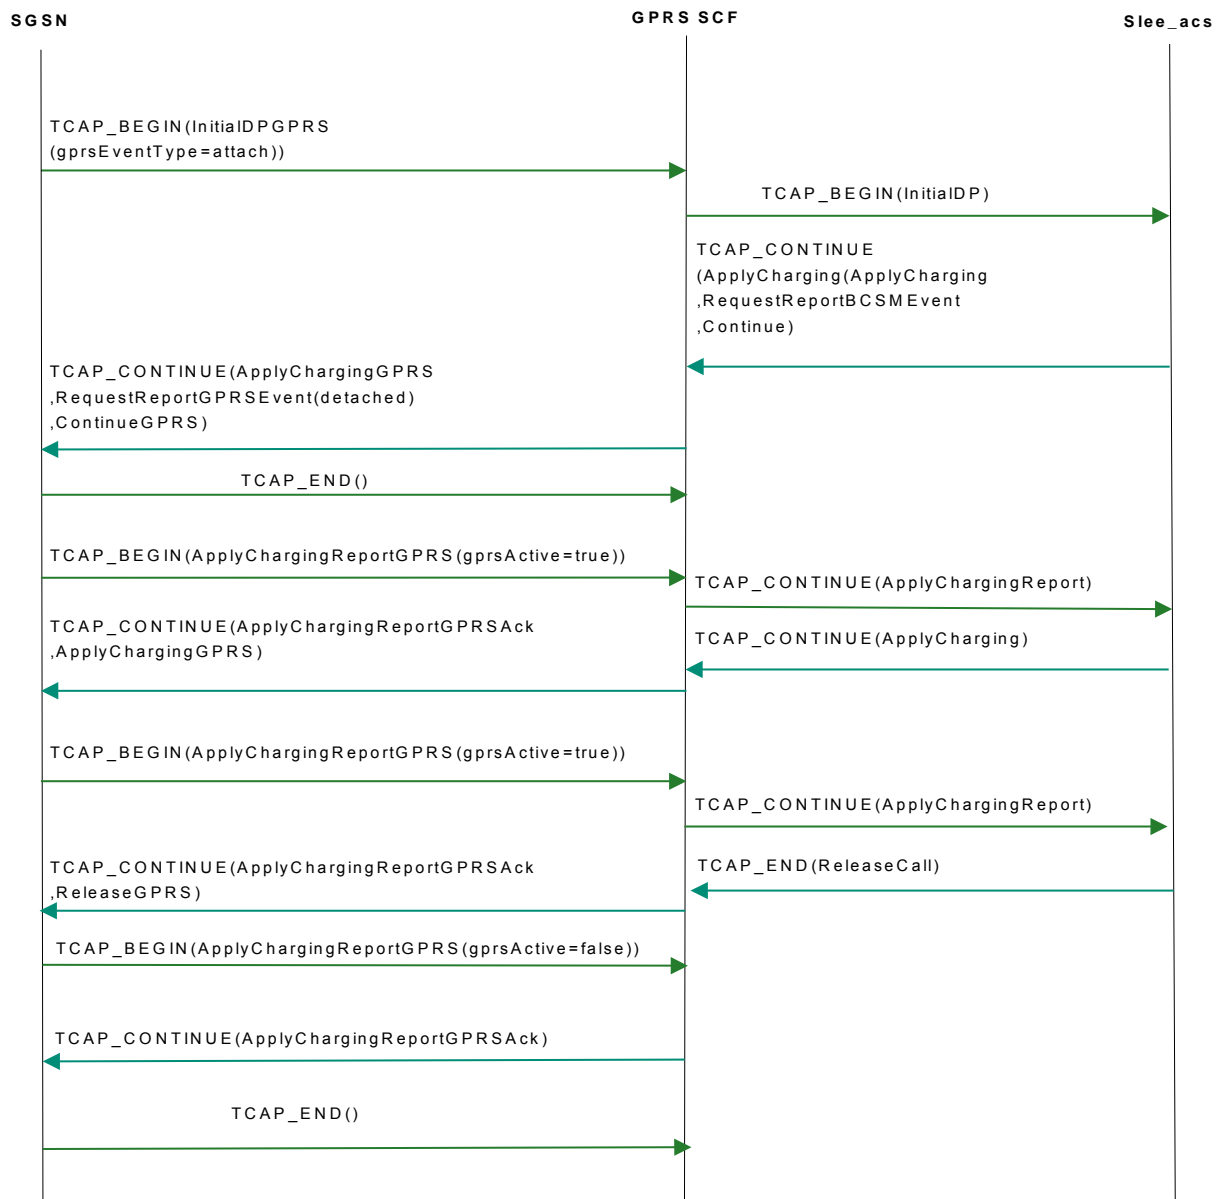 SGSN
GPRS SCF
Slee_acs
TCAP_BEGIN(InitialDPGPRS
(gprsEventType=attach))
TCAP_BEGIN(InitialDP)
TCAP_CONTINUE
(ApplyCharging(ApplyCharging
,RequestReportBCSMEvent
,Continue)
TCAP_CONTINUE(ApplyChargingGPRS
,RequestReportGPRSEvent(detached)
,ContinueGPRS)
TCAP_END()
TCAP_BEGIN(ApplyChargingReportGPRS(gprsActive=true))
TCAP_CONTINUE(ApplyChargingReport)
TCAP_CONTINUE(ApplyChargingReportGPRSAck
,ApplyChargingGPRS)
TCAP_CONTINUE(ApplyCharging)
TCAP_BEGIN(ApplyChargingReportGPRS(gprsActive=true))
TCAP_CONTINUE(ApplyChargingReport)
TCAP_CONTINUE(ApplyChargingReportGPRSAck
,ReleaseGPRS)
TCAP_END(ReleaseCall)
TCAP_BEGIN(ApplyChargingReportGPRS(gprsActive=false))
TCAP_CONTINUE(ApplyChargingReportGPRSAck)
TCAP_END()